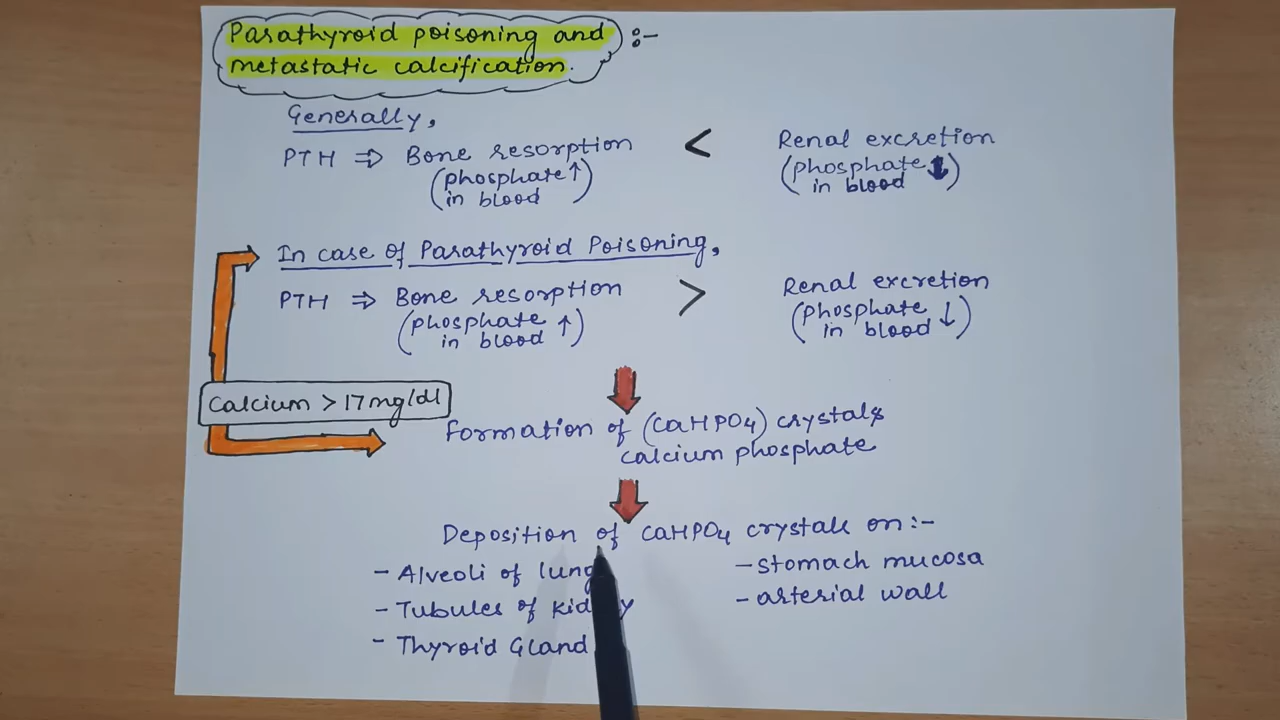 Parathyroid poisoning and :-
metastatic calcification.
Generally,
PTH ⇒ Bone resorption < Renal excretion
(phosphate ↑ in blood) (phosphate ↓ in blood)
In case of Parathyroid Poisoning,
PTH ⇒ Bone resorption > Renal excretion
(phosphate ↑ in blood) (phosphate ↓ in blood)
Calcium > 17 mg/dl
Formation of (CaHPO4) crystals
calcium phosphate
Deposition of CaHPO4 crystals on :-
- Alveoli of lung
- Tubules of kidney
- Thyroid Gland
- stomach mucosa
- arterial wall